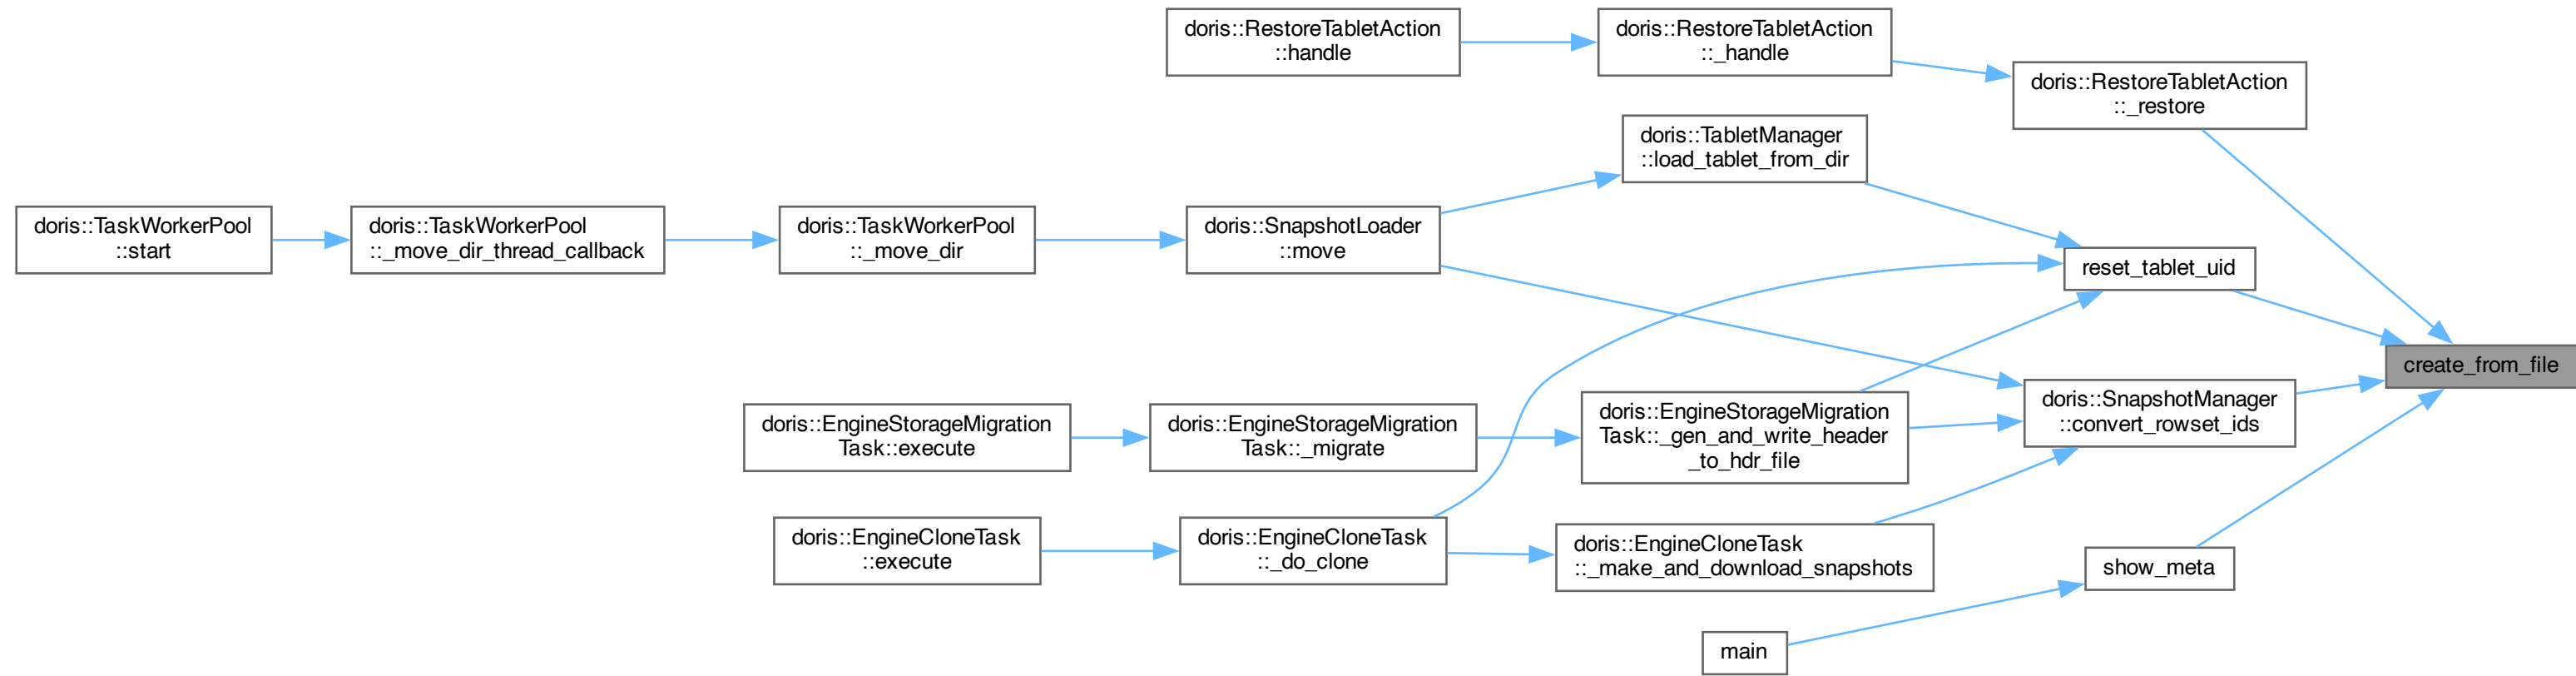 doris::RestoreTabletAction
::handle
doris::RestoreTabletAction
::_handle
doris::RestoreTabletAction
::_restore
doris::TabletManager
::load_tablet_from_dir
doris::TaskWorkerPool
::start
doris::TaskWorkerPool
::_move_dir_thread_callback
doris::TaskWorkerPool
::_move_dir
doris::SnapshotLoader
::move
reset_tablet_uid
create_from_file
doris::EngineStorageMigration
Task::execute
doris::EngineStorageMigration
Task::_migrate
doris::EngineStorageMigration
Task::_gen_and_write_header
_to_hdr_file
doris::SnapshotManager
::convert_rowset_ids
doris::EngineCloneTask
::execute
doris::EngineCloneTask
::_do_clone
doris::EngineCloneTask
::_make_and_download_snapshots
show_meta
main